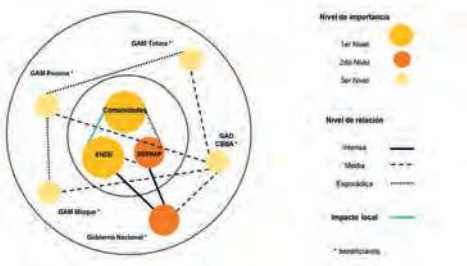 Nivel de importancia
1er Nivel
2do Nivel
3er Nivel
Nivel de relación
Intensa
Media
Esporádica
Impacto local
* beneficiarios
GAM Totora *
GAM Pocona *
Comunidades
ENDE
SERNAP
GAD
CBBA *
GAM Mizque *
Gobierno Nacional *